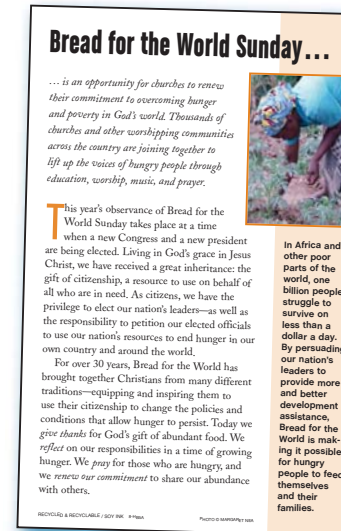 Bread for the World Sunday...
... is an opportunity for churches to renew
their commitment to overcoming hunger
and poverty in God's world. Thousands of
churches and other worshipping communities
across the country are joining together to
lift up the voices of hungry people through
education, worship, music, and prayer.
This year's observance of Bread for the
World Sunday takes place at a time
when a new Congress and a new president
are being elected. Living in God's grace in Jesus
Christ, we have received a great inheritance: the
gift of citizenship, a resource to use on behalf of
all who are in need. As citizens, we have the
privilege to elect our nation's leaders—as well as
the responsibility to petition our elected officials
to use our nation's resources to end hunger in our
own country and around the world.
For over 30 years, Bread for the World has
brought together Christians from many different
traditions—equipping and inspiring them to
use their citizenship to change the policies and
conditions that allow hunger to persist. Today we
give thanks for God's gift of abundant food. We
reflect on our responsibilities in a time of growing
hunger. We pray for those who are hungry, and
we renew our commitment to share our abundance
with others.
In Africa and
other poor
parts of the
world, one
billion people
struggle to
survive on
less than a
dollar a day.
By persuading
our nation's
leaders to
provide more
and better
development
assistance,
Bread for the
World is mak-
ing it possible
for hungry
people to feed
themselves
and their
families.
RECYCLED & RECYCLABLE / SOY INK
PHOTO © MARGARET NEA